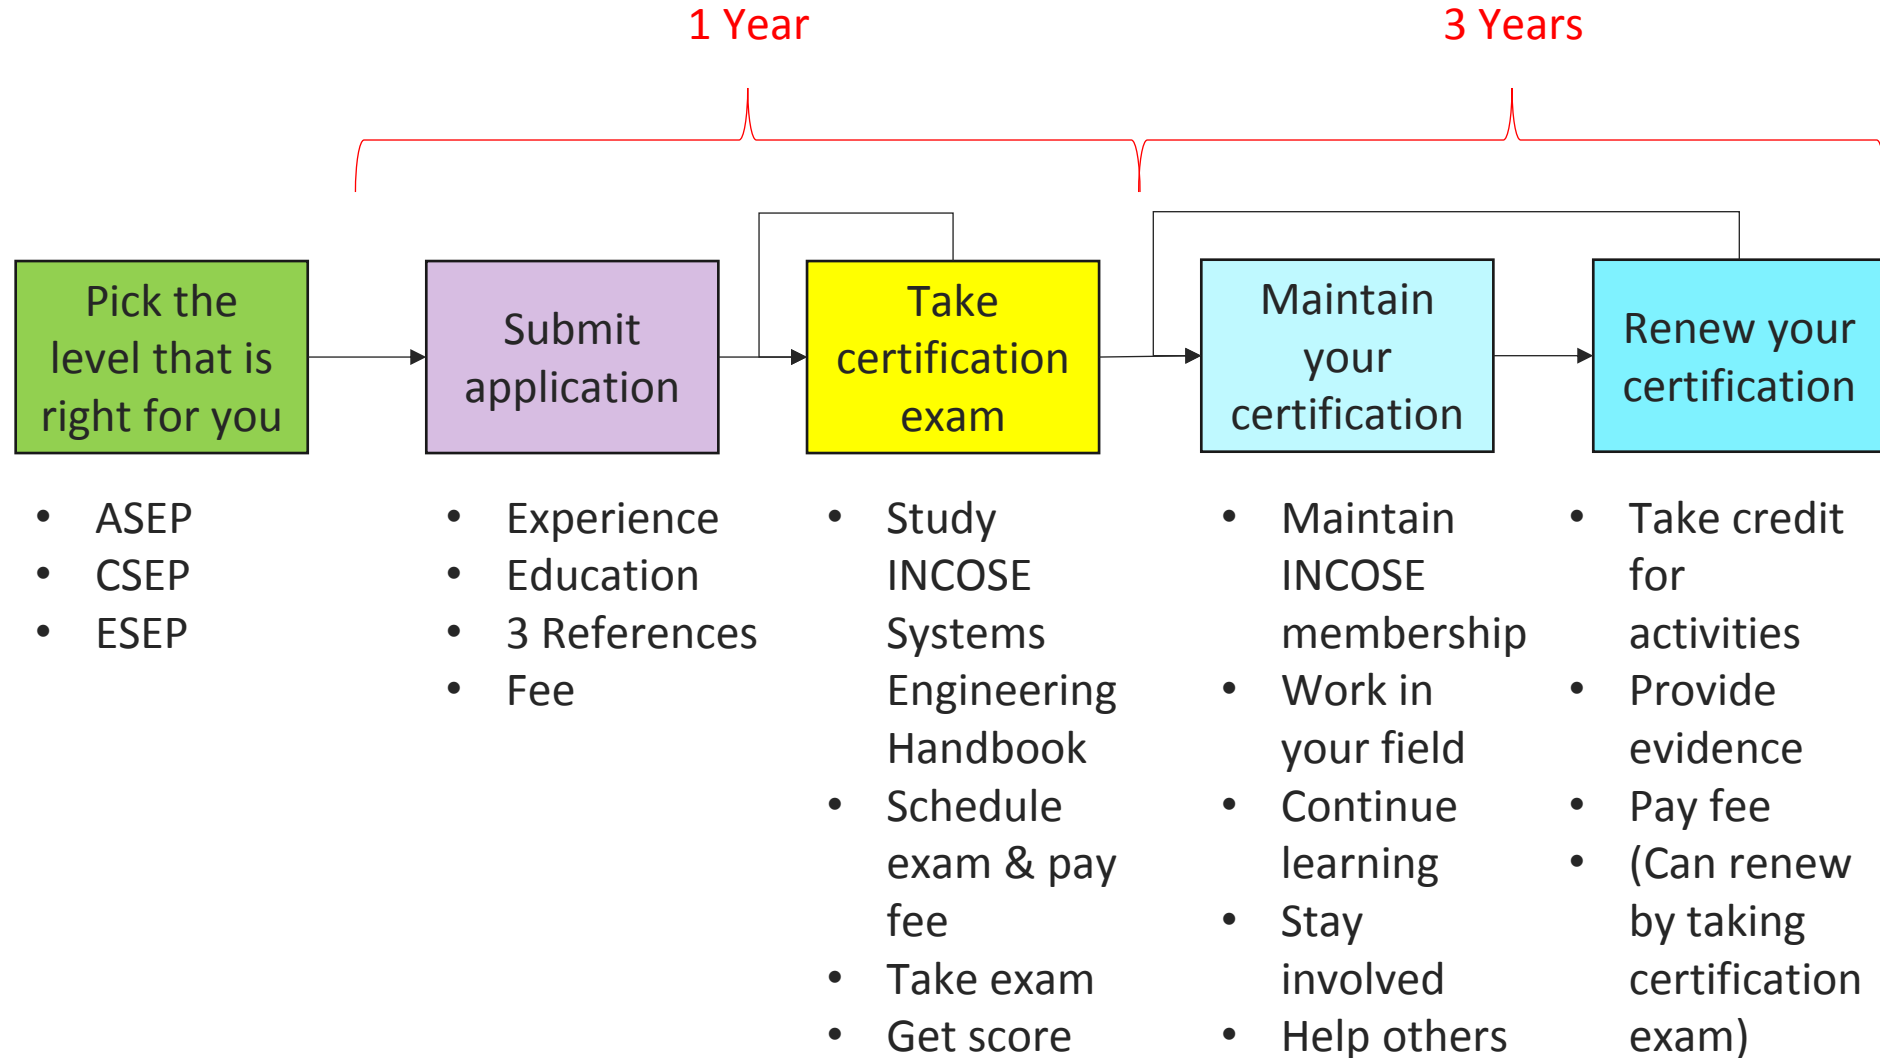 1 Year
3 Years
Pick the
level that is
right for you
Submit
application
Take
certification
exam
Maintain
your
certification
Renew your
certification
• ASEP
• CSEP
• ESEP
• Experience
• Education
• 3 References
• Fee
• Study
INCOSE
Systems
Engineering
Handbook
• Schedule
exam & pay
fee
• Take exam
• Get score
• Maintain
INCOSE
membership
• Work in
your field
• Continue
learning
• Stay
involved
• Help others
• Take credit
for
activities
• Provide
evidence
• Pay fee
• (Can renew
by taking
certification
exam)